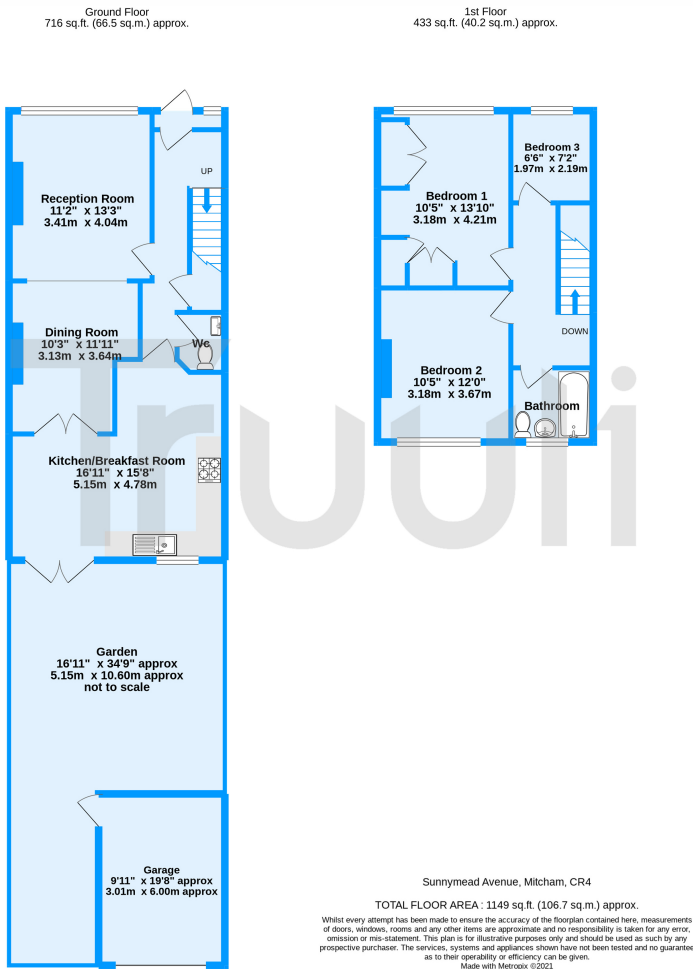 Ground Floor
716 sq.ft. (66.5 sq.m.) approx.
1st Floor
433 sq.ft. (40.2 sq.m.) approx.
UP
Reception Room
11'2" x 13'3"
3.41m x 4.04m
Dining Room
10'3" x 11'11"
3.13m x 3.64m
Wc
Kitchen/Breakfast Room
16'11" x 15'8"
5.15m x 4.78m
Garden
16'11" x 34'9" approx
5.15m x 10.60m approx
not to scale
Garage
9'11" x 19'8" approx
3.01m x 6.00m approx
Bedroom 3
6'6" x 7'2"
1.97m x 2.19m
Bedroom 1
10'5" x 13'10"
3.18m x 4.21m
DOWN
Bedroom 2
10'5" x 12'0"
3.18m x 3.67m
Bathroom
Truuli
Sunnymead Avenue, Mitcham, CR4
TOTAL FLOOR AREA : 1149 sq.ft. (106.7 sq.m.) approx.
Whilst every attempt has been made to ensure the accuracy of the floorplan contained here, measurements
of doors, windows, rooms and any other items are approximate and no responsibility is taken for any error,
omission or mis-statement. This plan is for illustrative purposes only and should be used as such by any
prospective purchaser. The services, systems and appliances shown have not been tested and no guarantee
as to their operability or efficiency can be given.
Made with Metropix ©2021